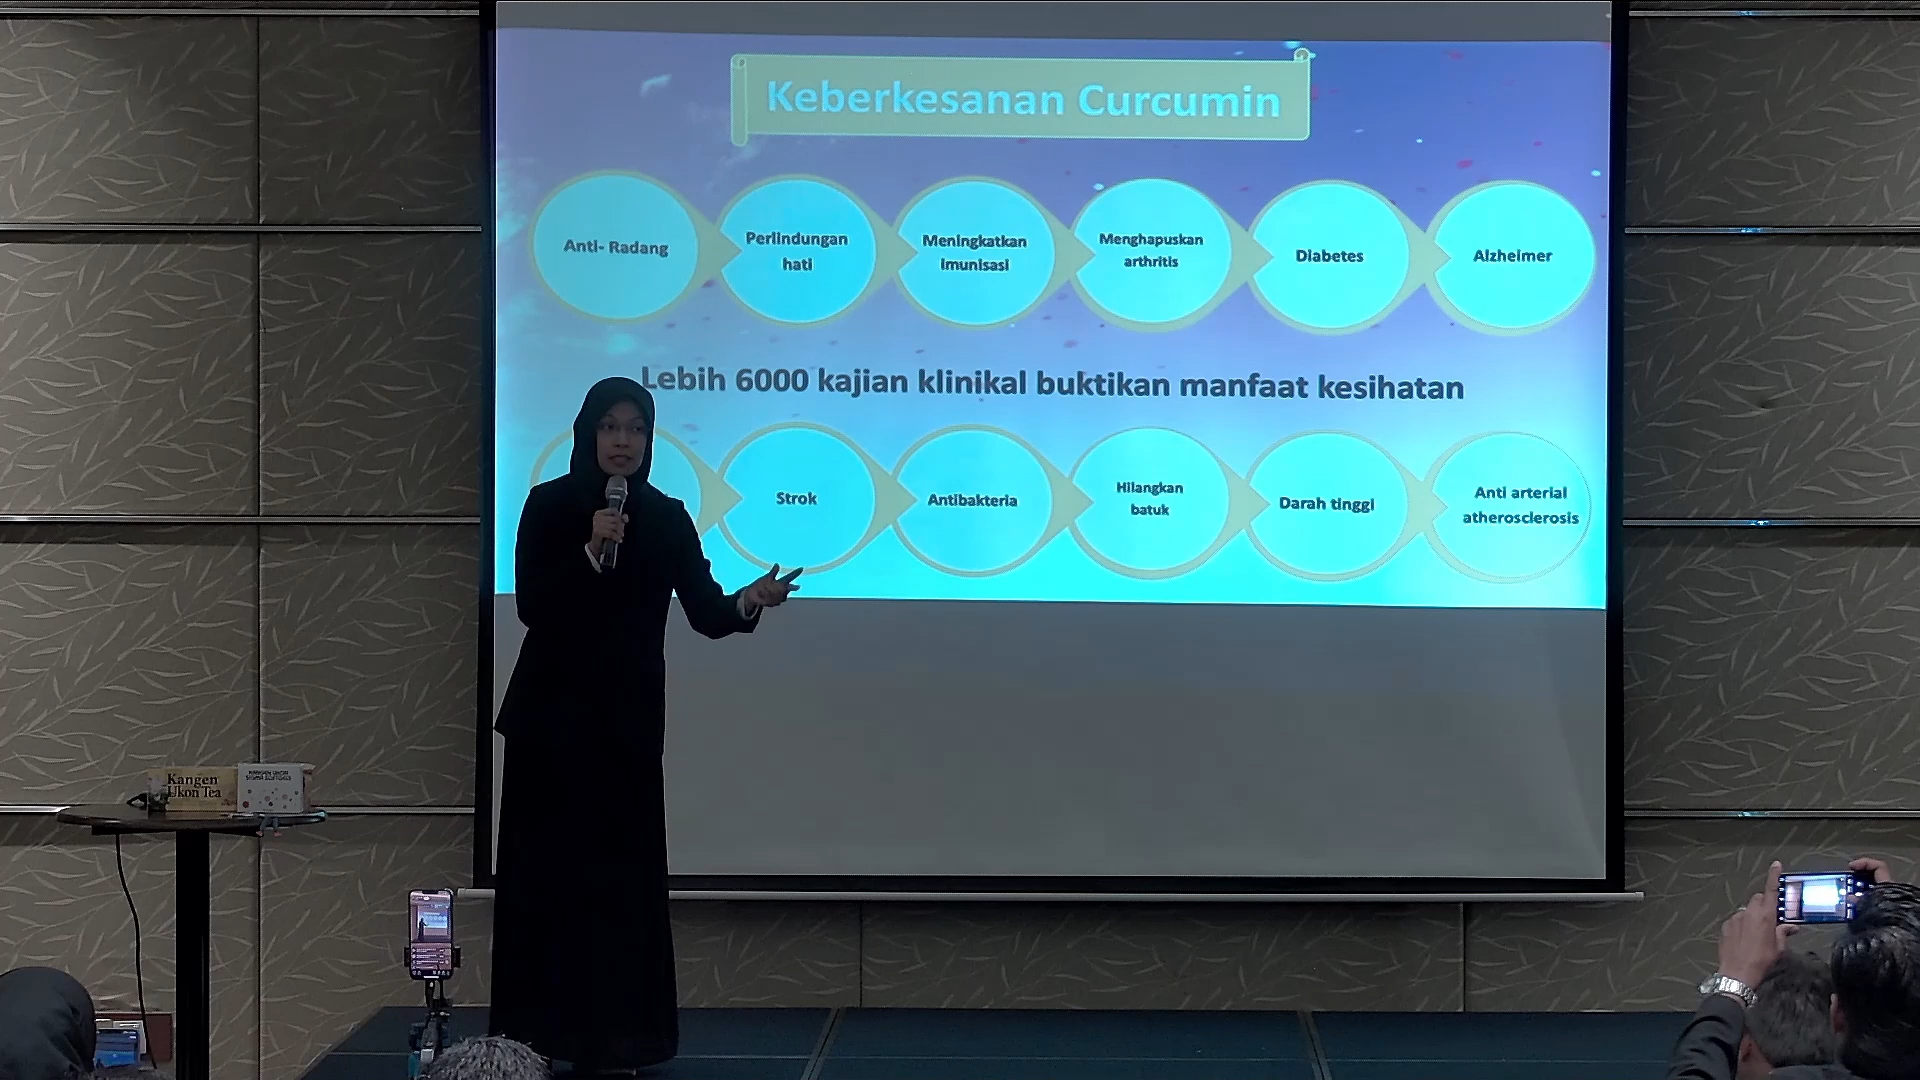 Keberkesanan Curcumin
Anti- Radang
Perlindungan
hati
Meningkatkan
Imunisasi
Menghapuskan
arthritis
Diabetes
Alzheimer
Lebih 6000 kajian klinikal buktikan manfaat kesihatan
Strok
Antibakteria
Hilangkan
batuk
Darah tinggi
Anti arterial
atherosclerosis
Kangen
Ukon Tea